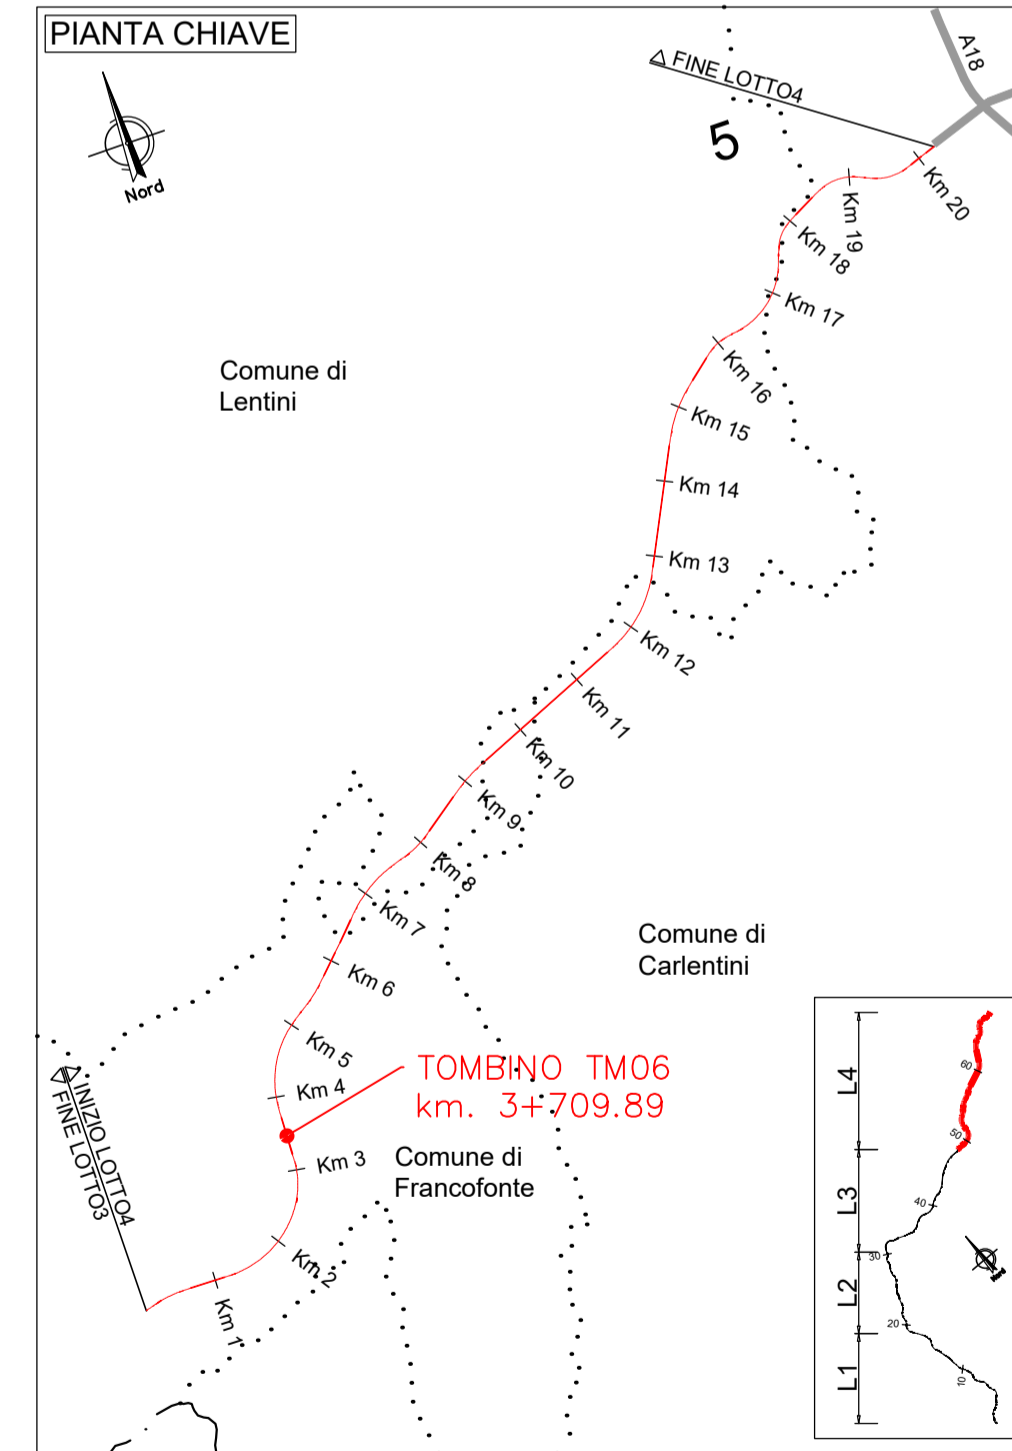 PIANTA CHIAVE
Nord
FINE LOTTO4
A18
5
Km 20
Km 19
Km 18
Km 17
Km 16
Km 15
Km 14
Km 13
Km 12
Km 11
Km 10
Km 9
Km 8
Km 7
Km 6
Km 5
Km 4
Km 3
Km 2
Km 1
Comune di
Lentini
Comune di
Carlentini
TOMBINO TM06
km. 3+709.89
Comune di
Francofonte
INIZIO LOTTO4
FINE LOTTO3
L4
L3
L2
L1
60
50
40
30
20
10
Nord